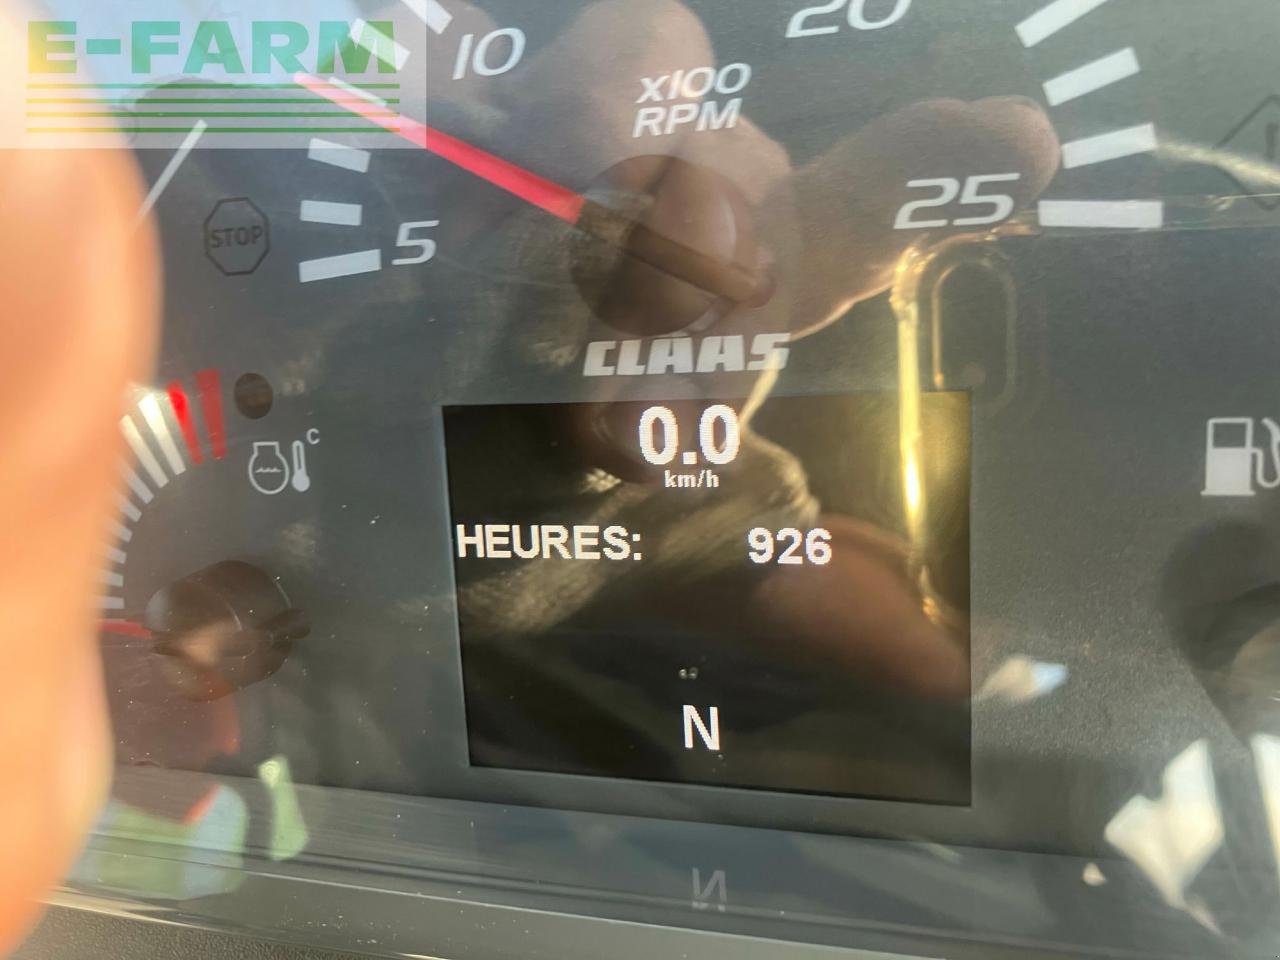 E-FARM
10
20
X100
RPM
25
STOP
5
CLAAS
C
0.0
km/h
HEURES: 926
N